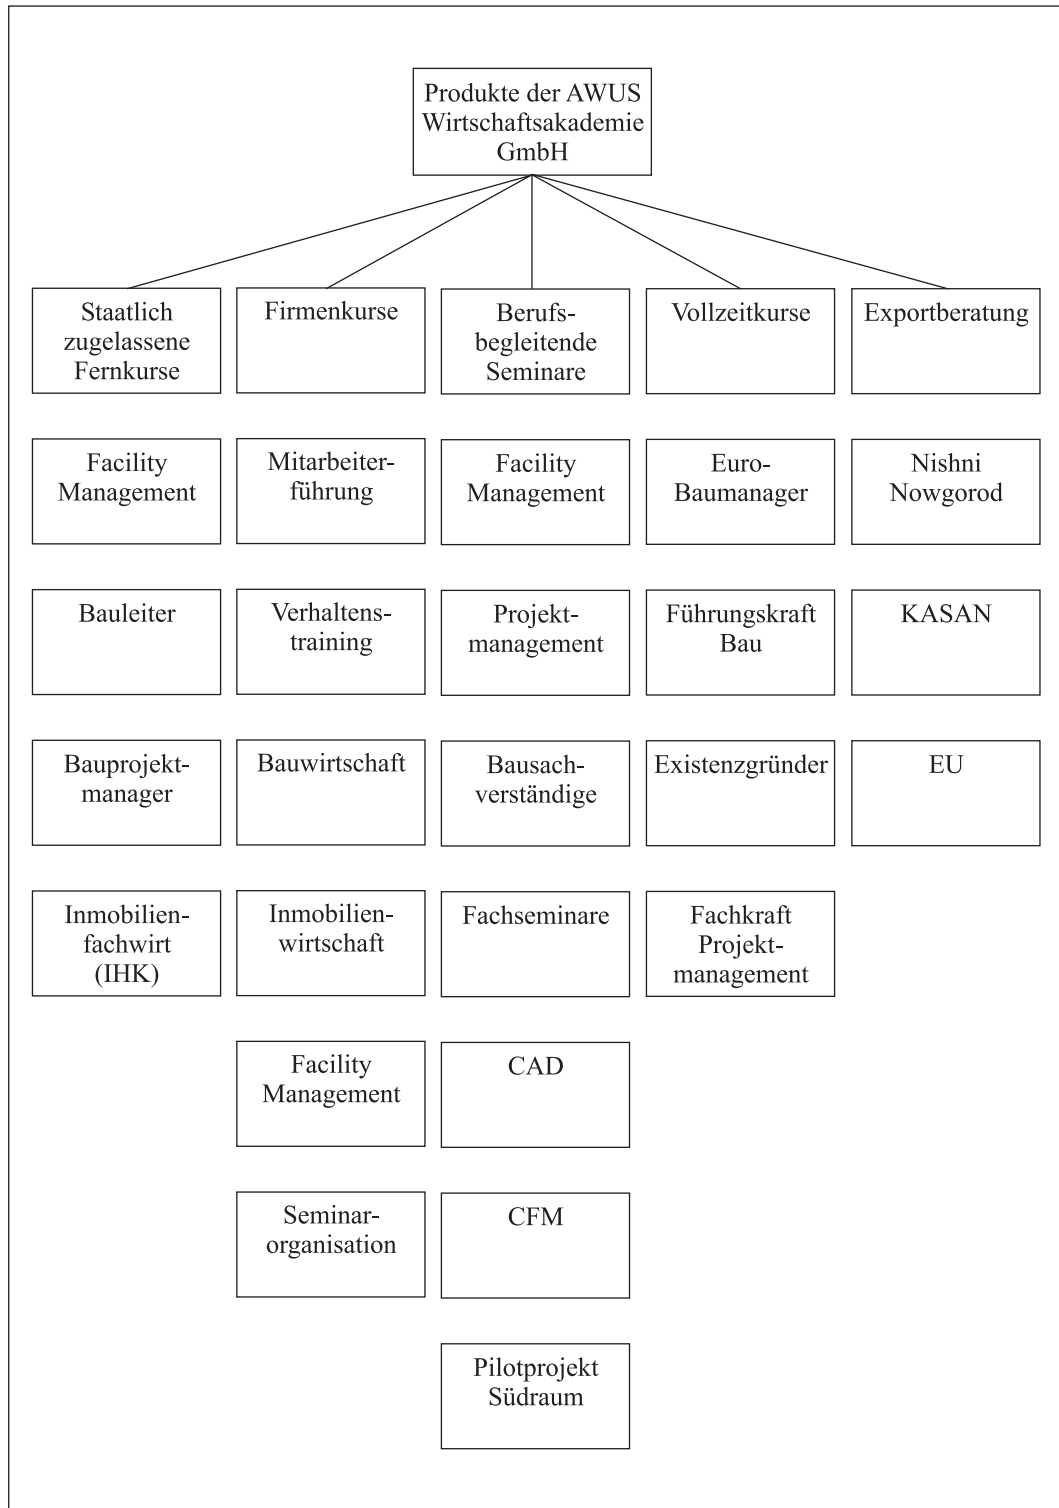 Produkte der AWUS
Wirtschaftsakademie
GmbH
Staatlich
zugelassene
Fernkurse
Firmenkurse
Berufs-
begleitende
Seminare
Vollzeitkurse
Exportberatung
Facility
Management
Mitarbeiter-
führung
Facility
Management
Euro-
Baumanager
Nishni
Nowgorod
Bauleiter
Verhaltens-
training
Projekt-
management
Führungskraft
Bau
KASAN
Bauprojekt-
manager
Bauwirtschaft
Bausach-
verständige
Existenzgründer
EU
Inmobilien-
fachwirt
(IHK)
Inmobilien-
wirtschaft
Fachseminare
Fachkraft
Projekt-
management
Facility
Management
CAD
Seminar-
organisation
CFM
Pilotprojekt
Südraum